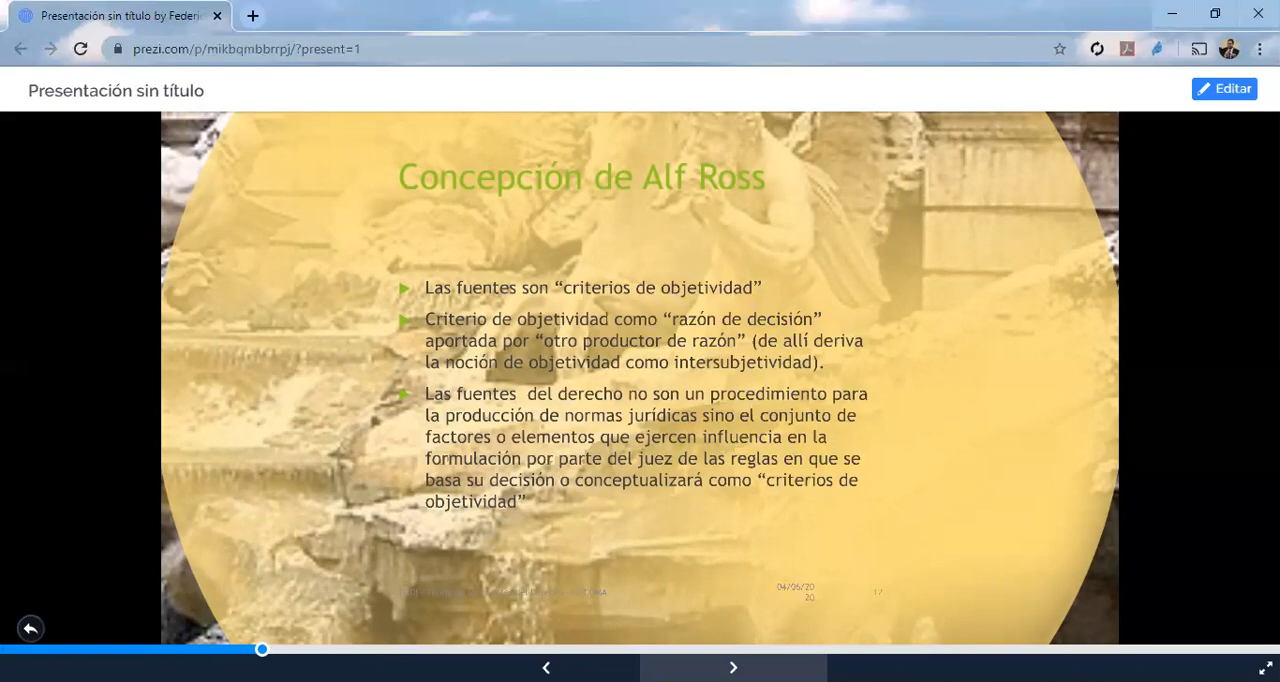 Presentación sin título by Federic
prezi.com/p/mikbqmbbrrpj/?present=1
Presentación sin título
Editar
Concepción de Alf Ross
Las fuentes son “criterios de objetividad”
Criterio de objetividad como “razón de decisión”
aportada por “otro productor de razón” (de allí deriva
la noción de objetividad como intersubjetividad).
Las fuentes del derecho no son un procedimiento para
la producción de normas jurídicas sino el conjunto de
factores o elementos que ejercen influencia en la
formulación por parte del juez de las reglas en que se
basa su decisión o conceptualizará como “criterios de
objetividad”
04/06/20
20